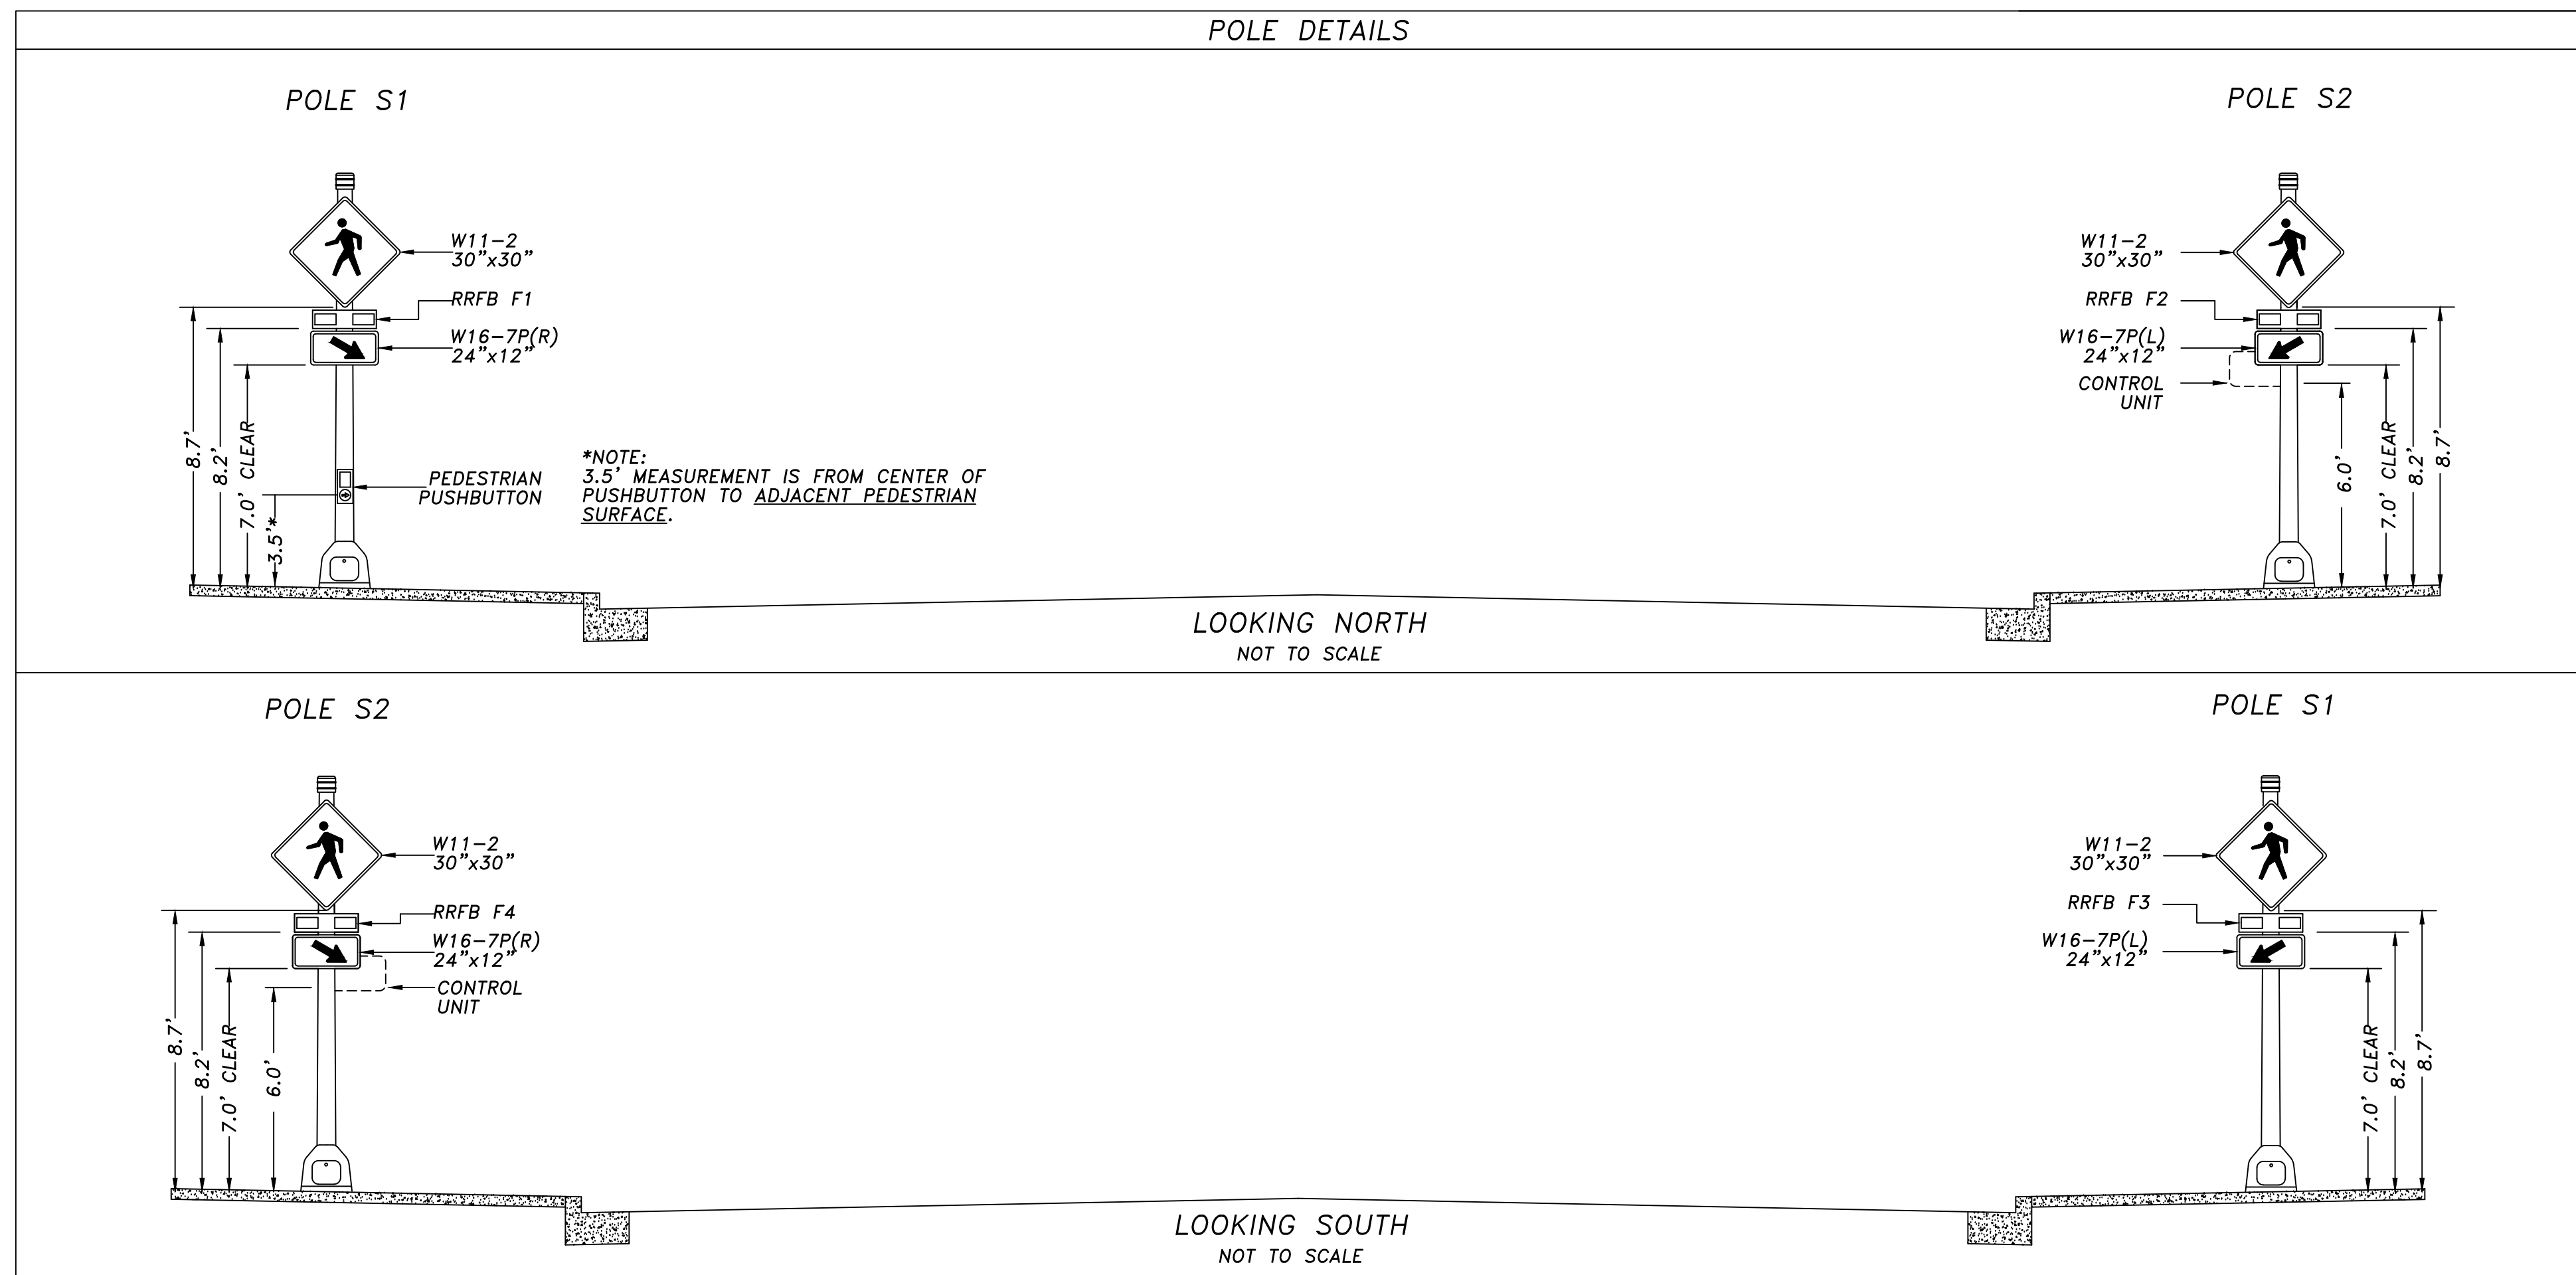 POLE DETAILS
POLE S1
W11-2
30"x30"
RRFB F1
W16-7P(R)
24"x12"
8.7'
8.2'
7.0' CLEAR
3.5'*
PEDESTRIAN
PUSHBUTTON
*NOTE:
3.5' MEASUREMENT IS FROM CENTER OF
PUSHBUTTON TO ADJACENT PEDESTRIAN
SURFACE.
POLE S2
W11-2
30"x30"
RRFB F2
W16-7P(L)
24"x12"
CONTROL
UNIT
6.0'
7.0' CLEAR
8.2'
8.7'
LOOKING NORTH
NOT TO SCALE
POLE S2
W11-2
30"x30"
RRFB F4
W16-7P(R)
24"x12"
CONTROL
UNIT
8.7'
8.2'
7.0' CLEAR
6.0'
POLE S1
W11-2
30"x30"
RRFB F3
W16-7P(L)
24"x12"
7.0' CLEAR
8.2'
8.7'
LOOKING SOUTH
NOT TO SCALE